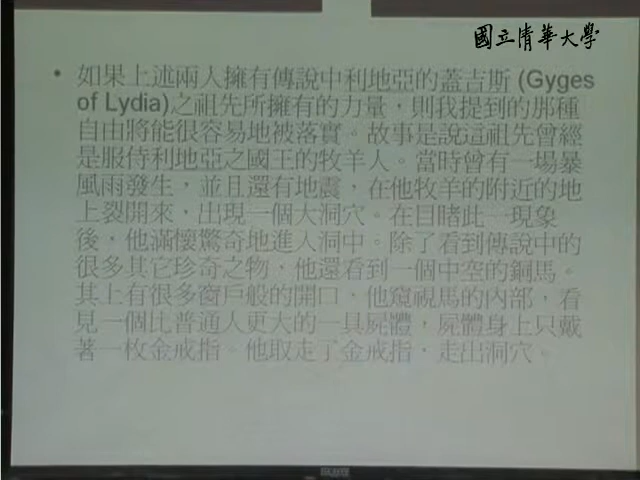 國立清華大學
• 如果上述兩人擁有傳說中利地亞的蓋吉斯 (Gyges
of Lydia)之祖先所擁有的力量，則我提到的那種
自由將能很容易地被落實。故事是說這祖先曾經
是服侍利地亞之國王的牧羊人。當時曾有一場暴
風雨發生，並且還有地震，在他牧羊的附近的地
上裂開來，出現一個大洞穴。在目睹此一現象
後，他滿懷驚奇地進入洞中。除了看到傳說中的
很多其它珍奇之物，他還看到一個中空的銅馬。
其上有很多窗戶般的開口，他窺視馬的內部，看
見一個比普通人更大的一具屍體，屍體身上只戴
著一枚金戒指。他取走了金戒指，走出洞穴。